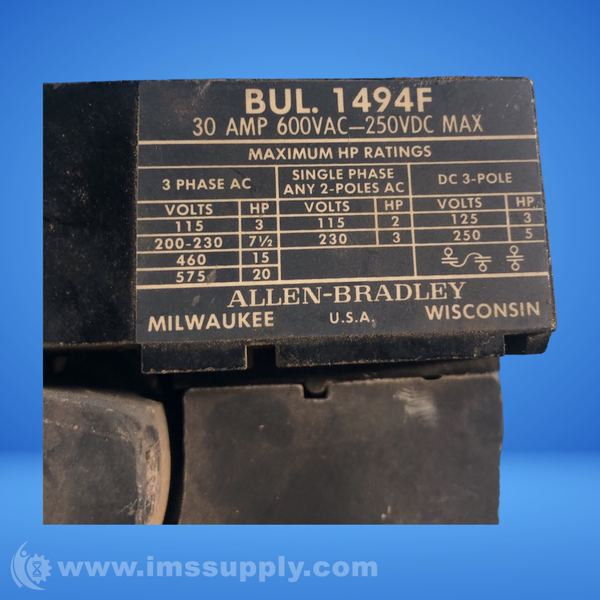 BUL. 1494F
30 AMP 600VAC—250VDC MAX
MAXIMUM HP RATINGS
3 PHASE AC
SINGLE PHASE
ANY 2-POLES AC
DC 3-POLE
VOLTS HP VOLTS HP VOLTS HP
115 3 115 2 125 3
200-230 7½ 230 3 250 5
460 15
575 20
ALLEN-BRADLEY
MILWAUKEE U.S.A. WISCONSIN
www.imssupply.com